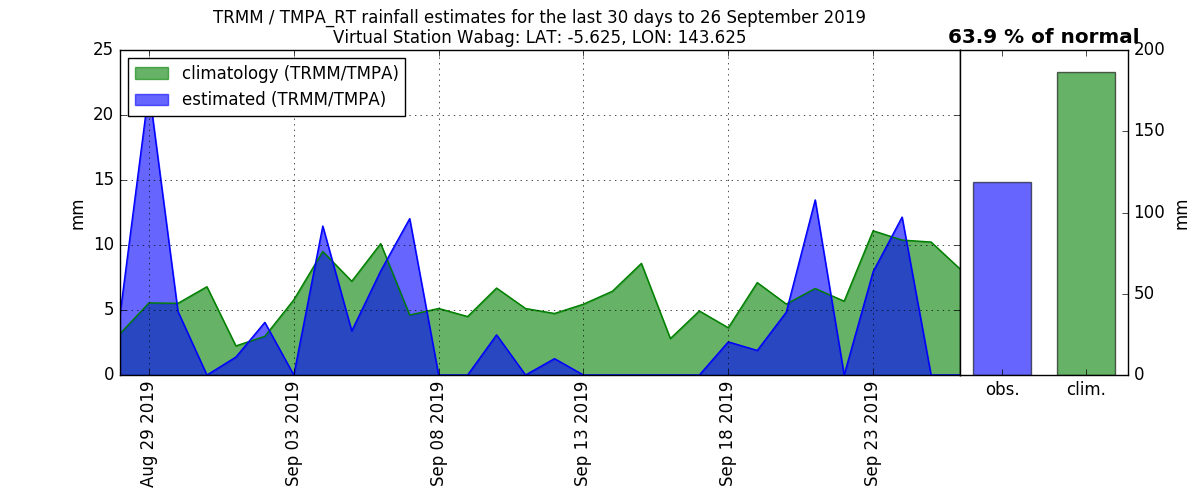 TRMM / TMPA_RT rainfall estimates for the last 30 days to 26 September 2019
Virtual Station Wabag: LAT: -5.625, LON: 143.625
63.9 % of normal
climatology (TRMM/TMPA)
estimated (TRMM/TMPA)
25
20
15
10
5
0
mm
Aug 29 2019
Sep 03 2019
Sep 08 2019
Sep 13 2019
Sep 18 2019
Sep 23 2019
200
150
100
50
0
mm
obs.
clim.